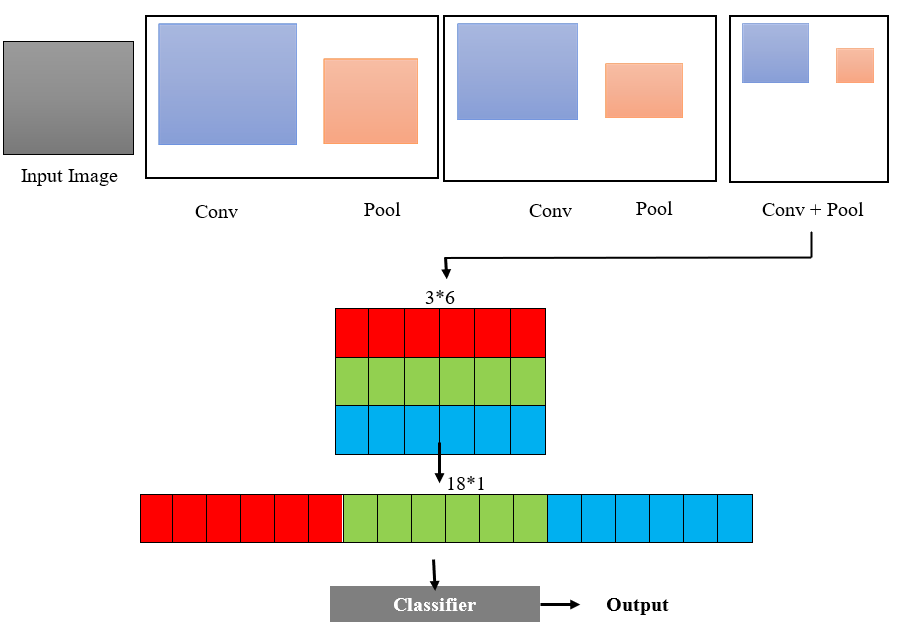 Input Image
Conv
Pool
Conv
Pool
Conv + Pool
3*6
18*1
Classifier
Output